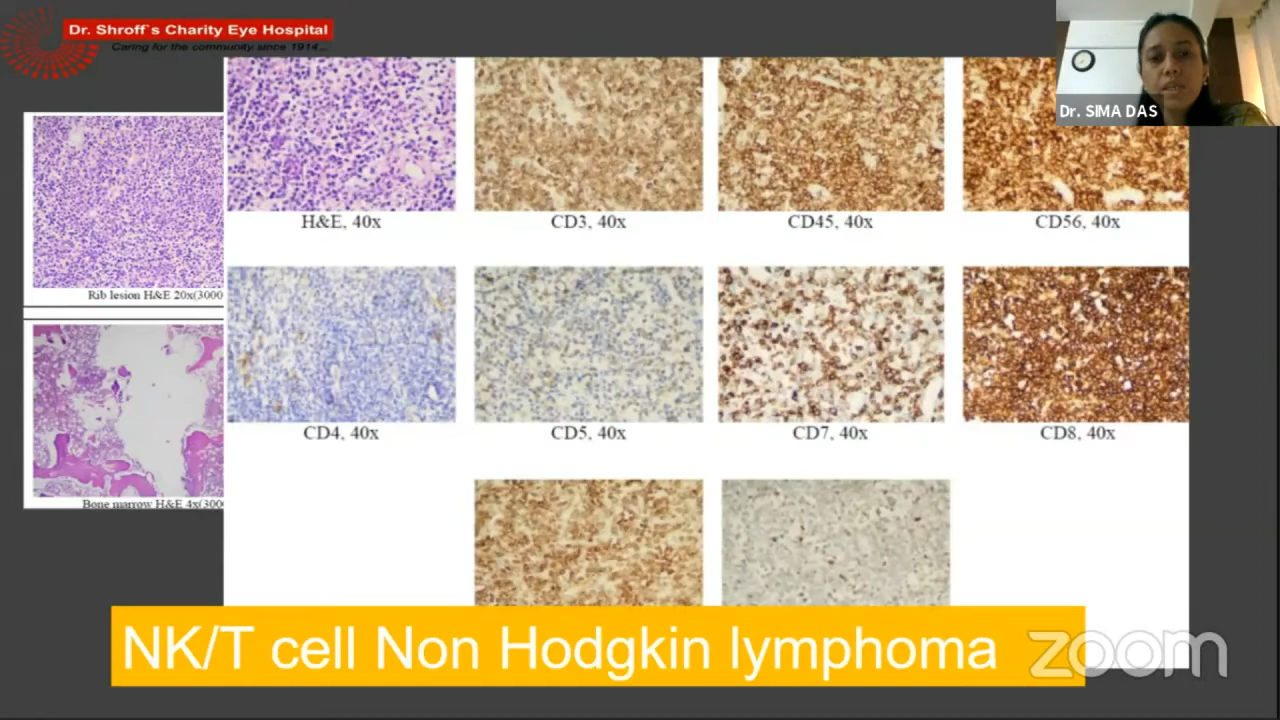 Dr. Shroff`s Charity Eye Hospital
Caring for the community since 1914...
Dr. SIMA DAS
H&E, 40x
CD3, 40x
CD45, 40x
CD56, 40x
Rib lesion H&E 20x(3000
CD4, 40x
CD5, 40x
CD7, 40x
CD8, 40x
Bone marrow H&E 4x(300
NK/T cell Non Hodgkin lymphoma
zoom